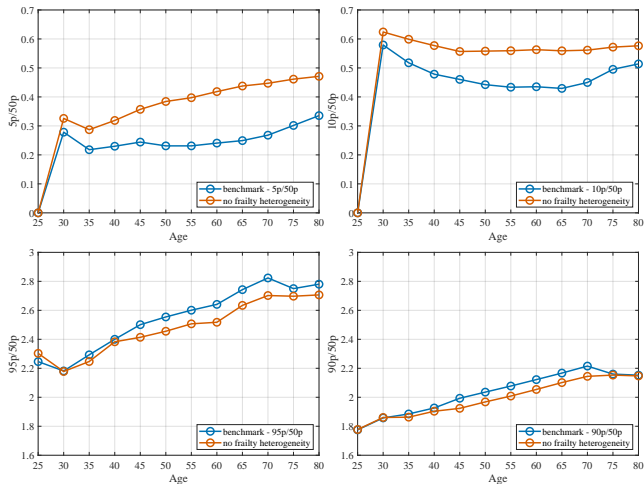 0.7
0.6
0.5
0.4
0.3
0.2
0.1
0
5p/50p
25 30 35 40 45 50 55 60 65 70 75 80
Age
benchmark - 5p/50p
no frailty heterogeneity
0.7
0.6
0.5
0.4
0.3
0.2
0.1
0
10p/50p
25 30 35 40 45 50 55 60 65 70 75 80
Age
benchmark - 10p/50p
no frailty heterogeneity
3
2.8
2.6
2.4
2.2
2
1.8
1.6
95p/50p
25 30 35 40 45 50 55 60 65 70 75 80
Age
benchmark - 95p/50p
no frailty heterogeneity
3
2.8
2.6
2.4
2.2
2
1.8
1.6
90p/50p
25 30 35 40 45 50 55 60 65 70 75 80
Age
benchmark - 90p/50p
no frailty heterogeneity